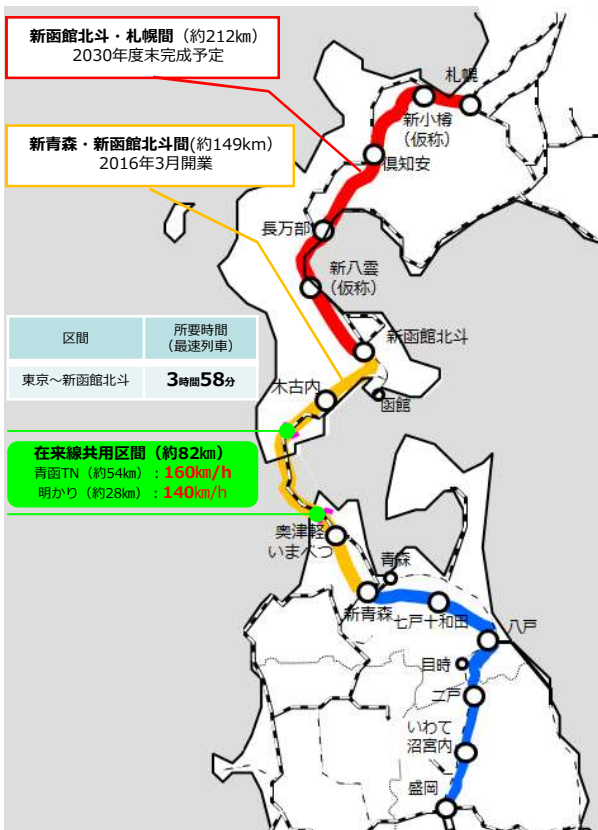 新函館北斗・札幌間（約212㎞）
2030年度末完成予定
新青森・新函館北斗間(約149km)
2016年3月開業
札幌
新小樽
（仮称）
倶知安
長万部
新八雲
（仮称）
新函館北斗
区間
所要時間
（最速列車）
東京～新函館北斗
3時間58分
木古内
函館
在来線共用区間（約82㎞）
青函TN（約54㎞）：160㎞/h
明かり（約28㎞）：140㎞/h
奥津軽
いまべつ
青森
新青森
七戸十和田
八戸
目時
二戸
いわて
沼宮内
盛岡